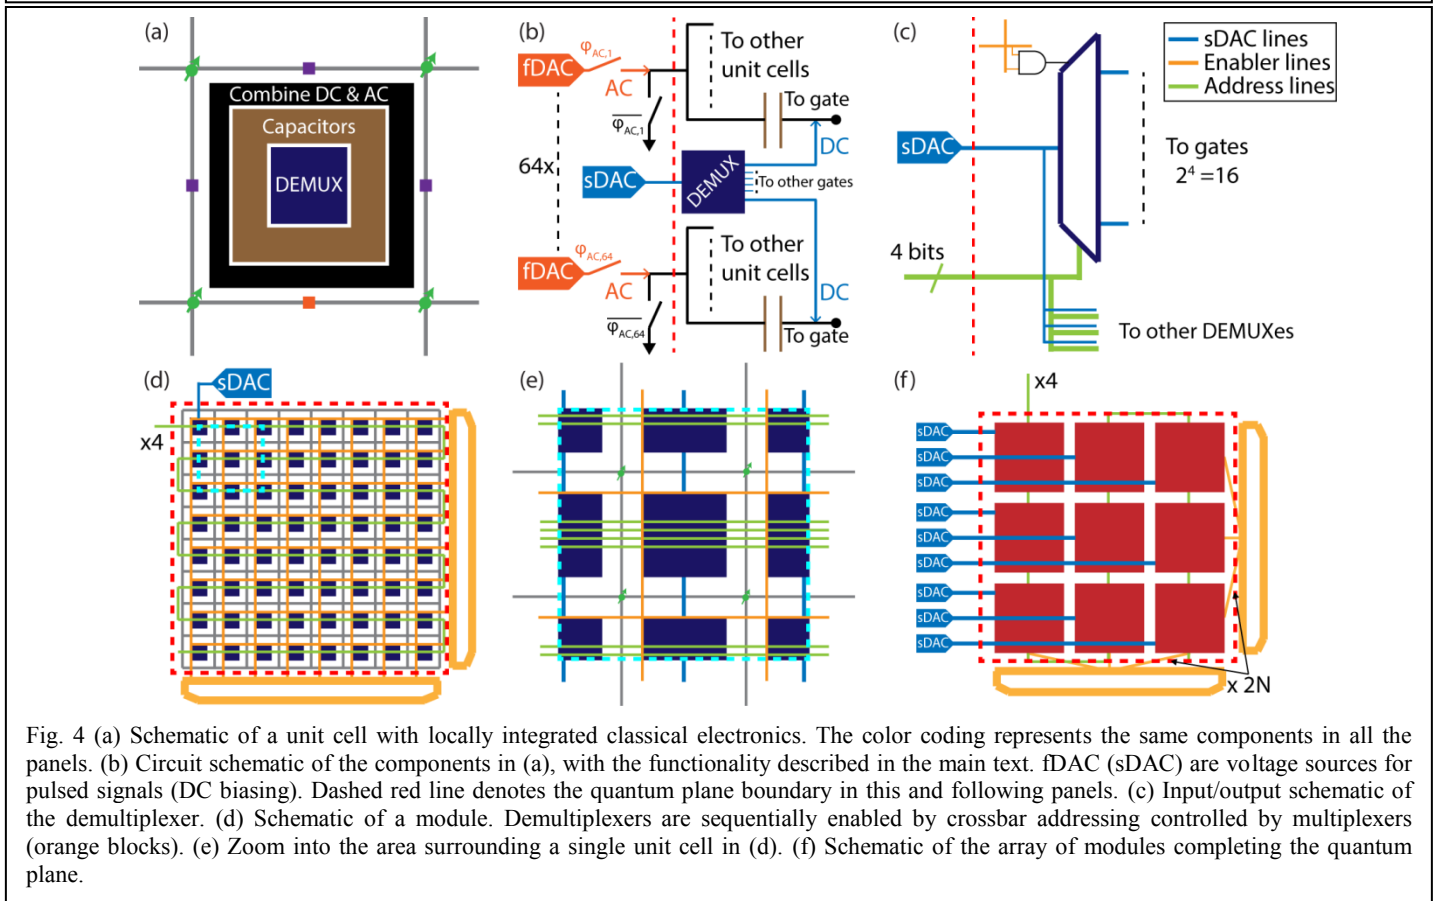 (a)
Combine DC & AC
Capacitors
DEMUX
(b)
fDAC
φAC,1
AC
φAC,1
To other
unit cells
To gate
DC
64x
sDAC
DEMUX
To other gates
fDAC
φAC,64
AC
φAC,64
To other
unit cells
DC
To gate
(c)
sDAC lines
Enabler lines
Address lines
sDAC
To gates
2⁴ =16
4 bits
To other DEMUXes
(d)
sDAC
x4
(e)
(f)
x4
sDAC
sDAC
sDAC
sDAC
sDAC
sDAC
sDAC
sDAC
sDAC
x 2N
Fig. 4 (a) Schematic of a unit cell with locally integrated classical electronics. The color coding represents the same components in all the
panels. (b) Circuit schematic of the components in (a), with the functionality described in the main text. fDAC (sDAC) are voltage sources for
pulsed signals (DC biasing). Dashed red line denotes the quantum plane boundary in this and following panels. (c) Input/output schematic of
the demultiplexer. (d) Schematic of a module. Demultiplexers are sequentially enabled by crossbar addressing controlled by multiplexers
(orange blocks). (e) Zoom into the area surrounding a single unit cell in (d). (f) Schematic of the array of modules completing the quantum
plane.